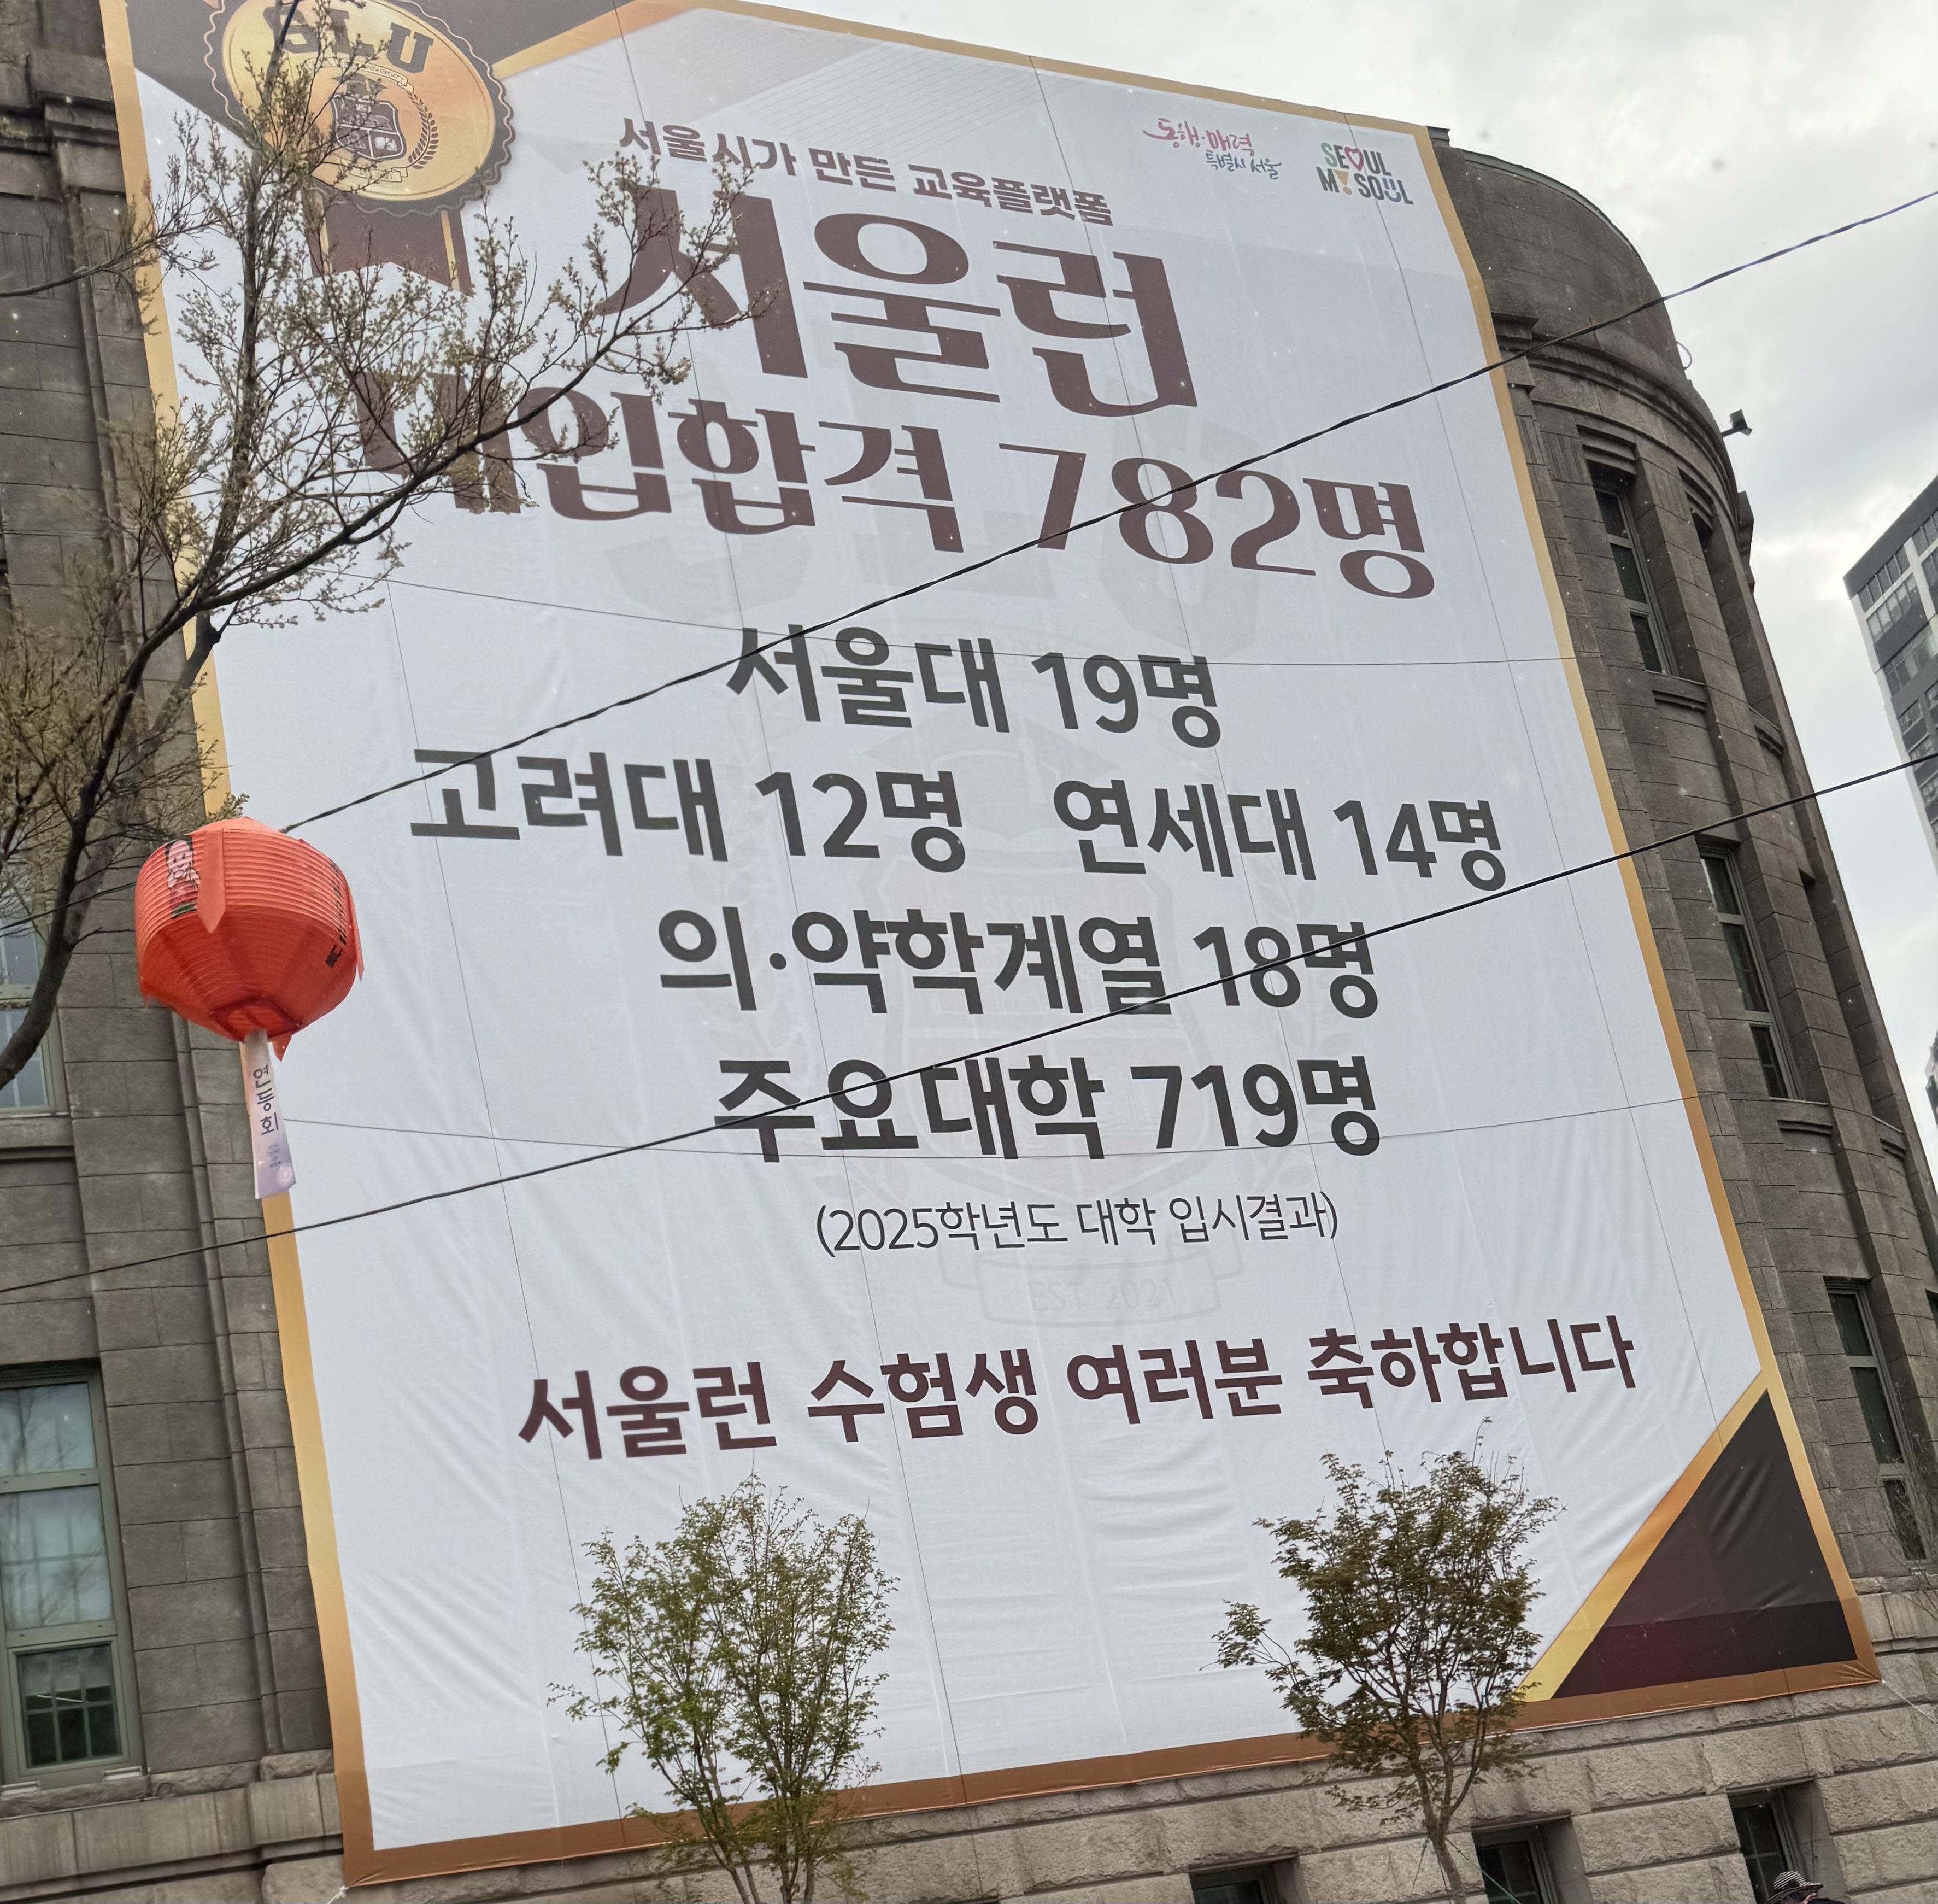 SLU
서울시가 만든 교육플랫폼
동행·매력
특별시 서울
SEOUL
MY SOUL
서울런
대입합격 782명
서울대 19명
고려대 12명 연세대 14명
의·약학계열 18명
주요대학 719명
(2025학년도 대학 입시결과)
EST 2021
서울런 수험생 여러분 축하합니다
연등회